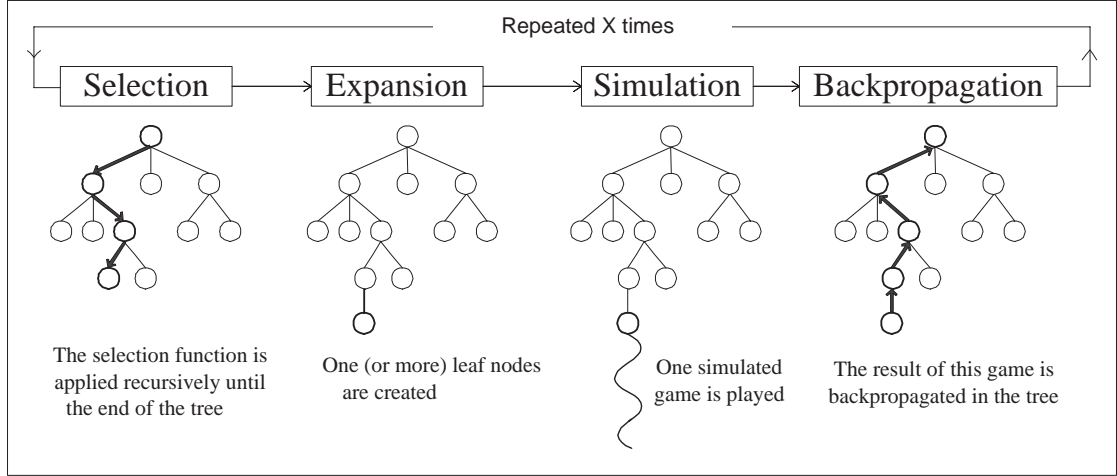 Repeated X times
Selection
Expansion
Simulation
Backpropagation
The selection function is
applied recursively until
the end of the tree
One (or more) leaf nodes
are created
One simulated
game is played
The result of this game is
backpropagated in the tree